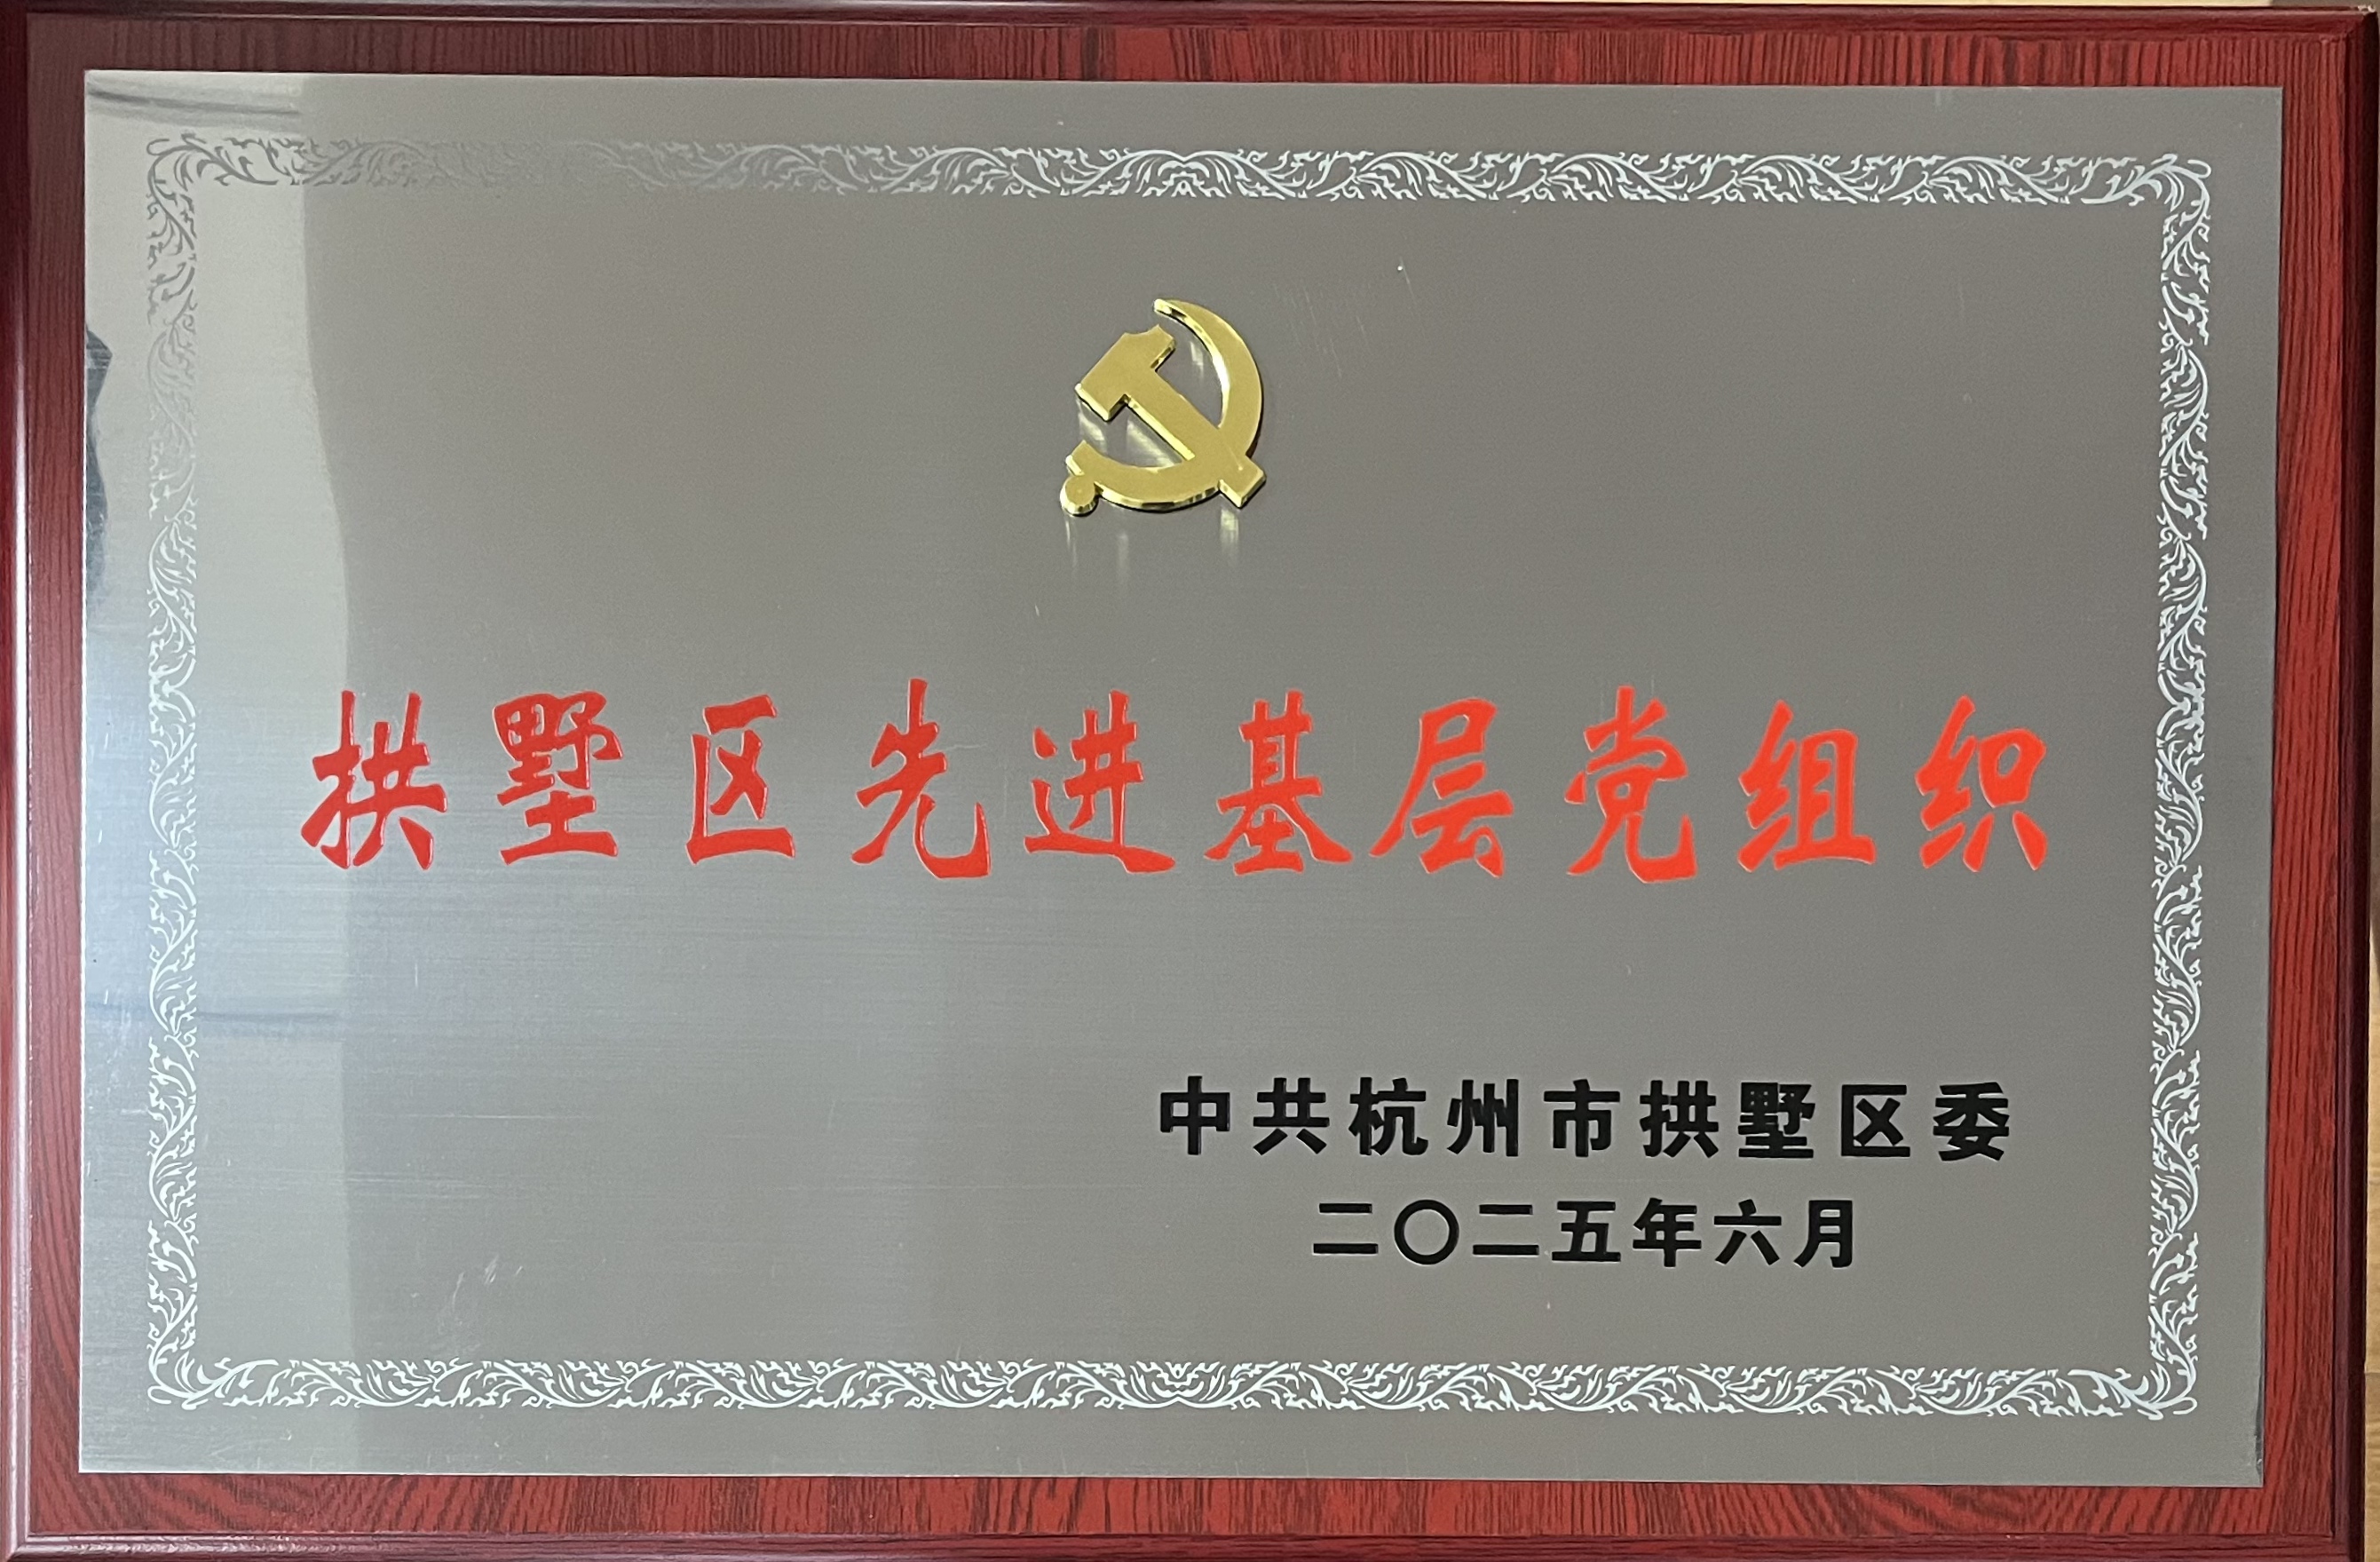 拱墅区先进基层党组织
中共杭州市拱墅区委
二〇二五年六月